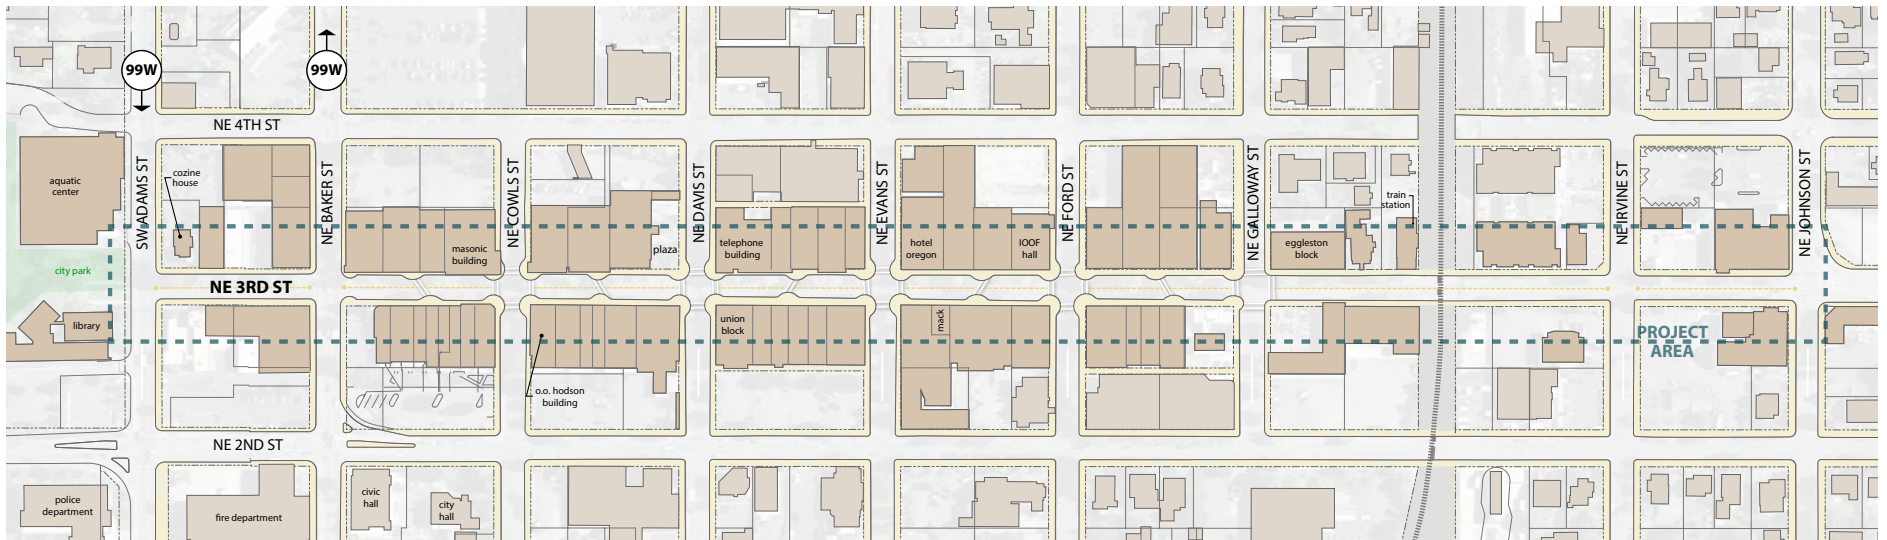 99W
99W
NE 4TH ST
aquatic
center
SW ADAMS ST
cozine
house
NE BAKER ST
masonic
building
NE COWLS ST
plaza
NE DAVIS ST
telephone
building
NE EVANS ST
hotel
oregon
IOOF
hall
NE FORD ST
NE GALLOWAY ST
eggleston
block
train
station
NE IRVINE ST
NE JOHNSON ST
city park
NE 3RD ST
library
union
block
mack
PROJECT
AREA
o.o. hodson
building
NE 2ND ST
police
department
fire department
civic
hall
city
hall